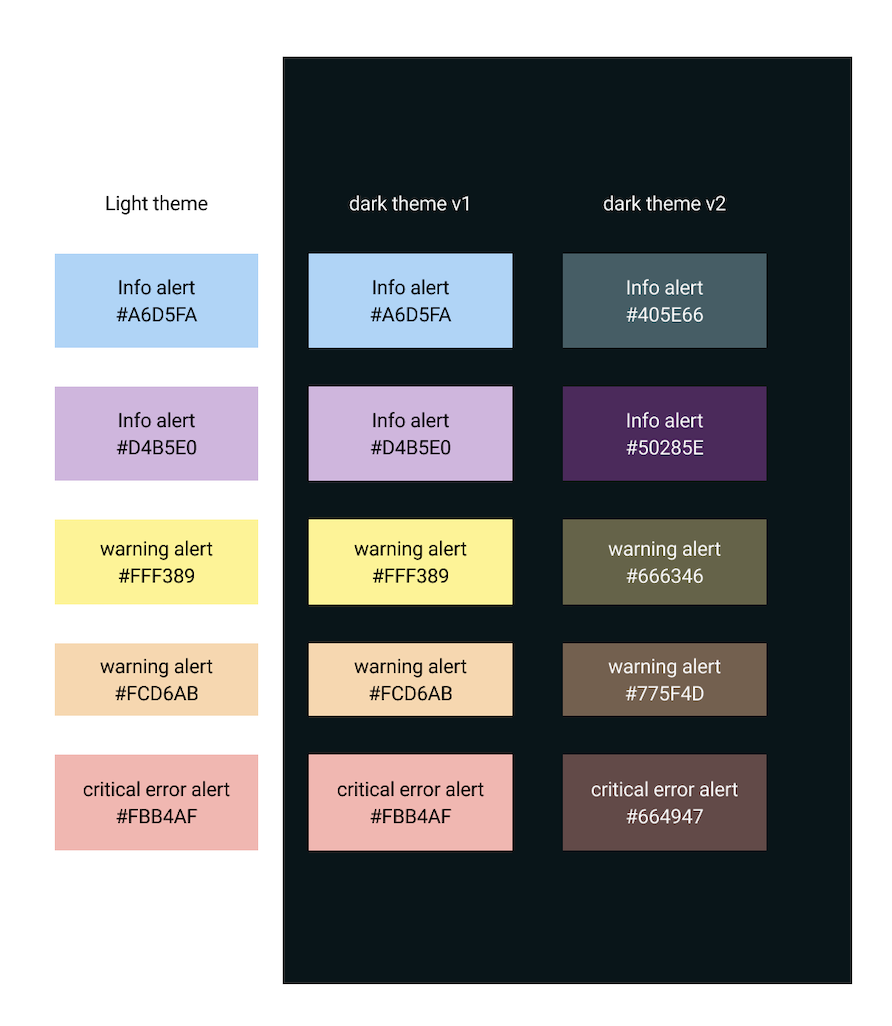 Light theme
dark theme v1
dark theme v2
Info alert
#A6D5FA
Info alert
#A6D5FA
Info alert
#405E66
Info alert
#D4B5E0
Info alert
#D4B5E0
Info alert
#50285E
warning alert
#FFF389
warning alert
#FFF389
warning alert
#666346
warning alert
#FCD6AB
warning alert
#FCD6AB
warning alert
#775F4D
critical error alert
#FBB4AF
critical error alert
#FBB4AF
critical error alert
#664947